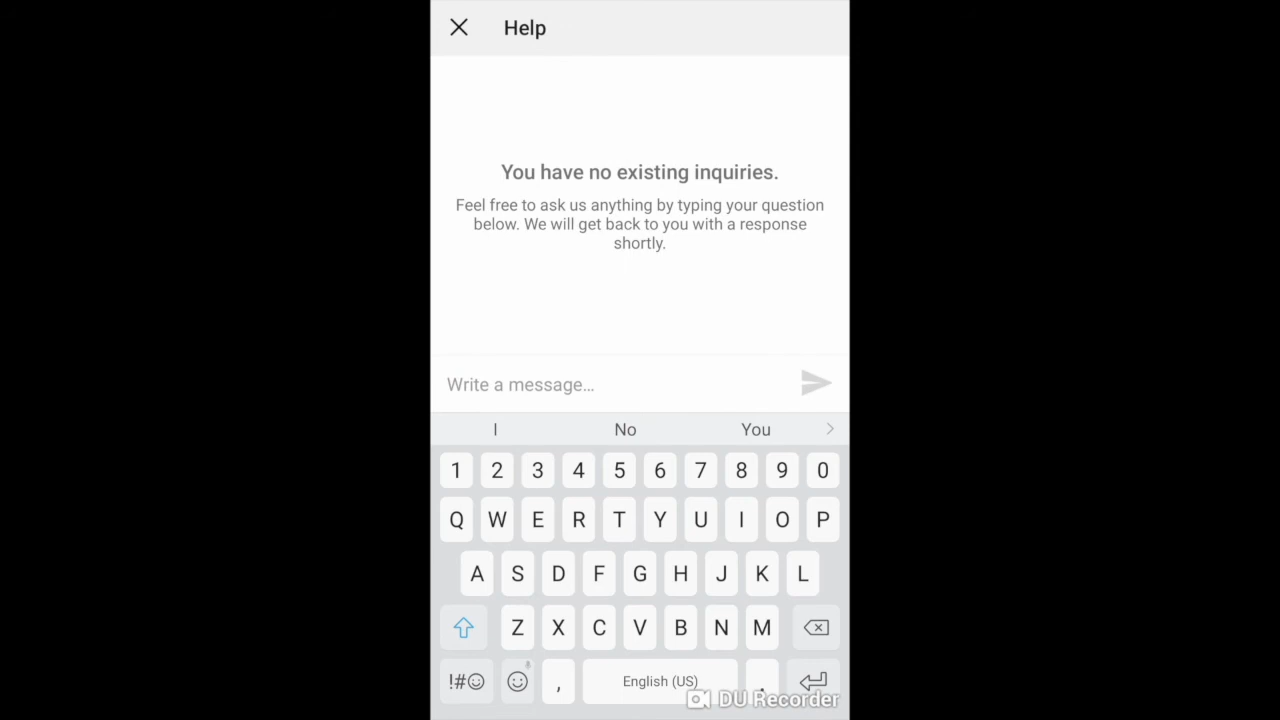 Help
You have no existing inquiries.
Feel free to ask us anything by typing your question
below. We will get back to you with a response
shortly.
Write a message...
I No You
1 2 3 4 5 6 7 8 9 0
Q W E R T Y U I O P
A S D F G H J K L
Z X C V B N M
!#☺ , English (US) .
DU Recorder